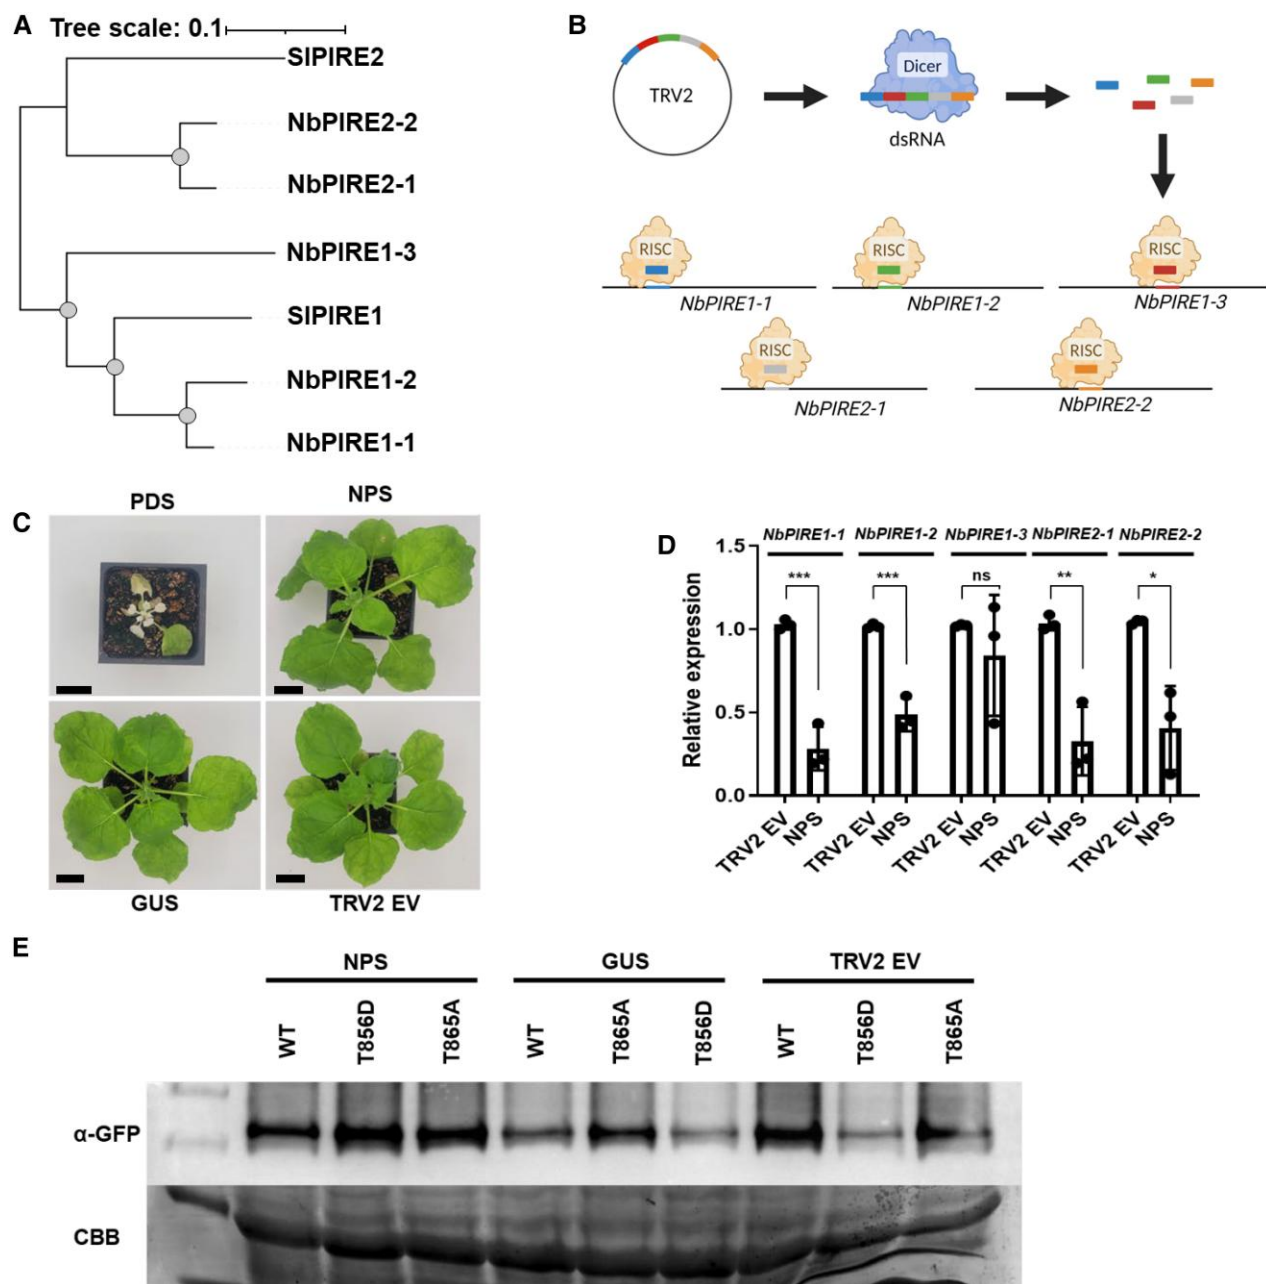 A
Tree scale: 0.1
SlPIRE2
NbPIRE2-2
NbPIRE2-1
NbPIRE1-3
SlPIRE1
NbPIRE1-2
NbPIRE1-1
B
TRV2
Dicer
dsRNA
RISC
RISC
RISC
NbPIRE1-1
NbPIRE1-2
NbPIRE1-3
RISC
RISC
NbPIRE2-1
NbPIRE2-2
C
PDS
NPS
GUS
TRV2 EV
D
NbPIRE1-1 NbPIRE1-2 NbPIRE1-3 NbPIRE2-1 NbPIRE2-2
*** *** ns ** *
Relative expression
1.5
1.0
0.5
0.0
TRV2 EV NPS TRV2 EV NPS TRV2 EV NPS TRV2 EV NPS TRV2 EV NPS
E
NPS GUS TRV2 EV
WT T856D T865A WT T865A T856D WT T856D T865A
α-GFP
CBB